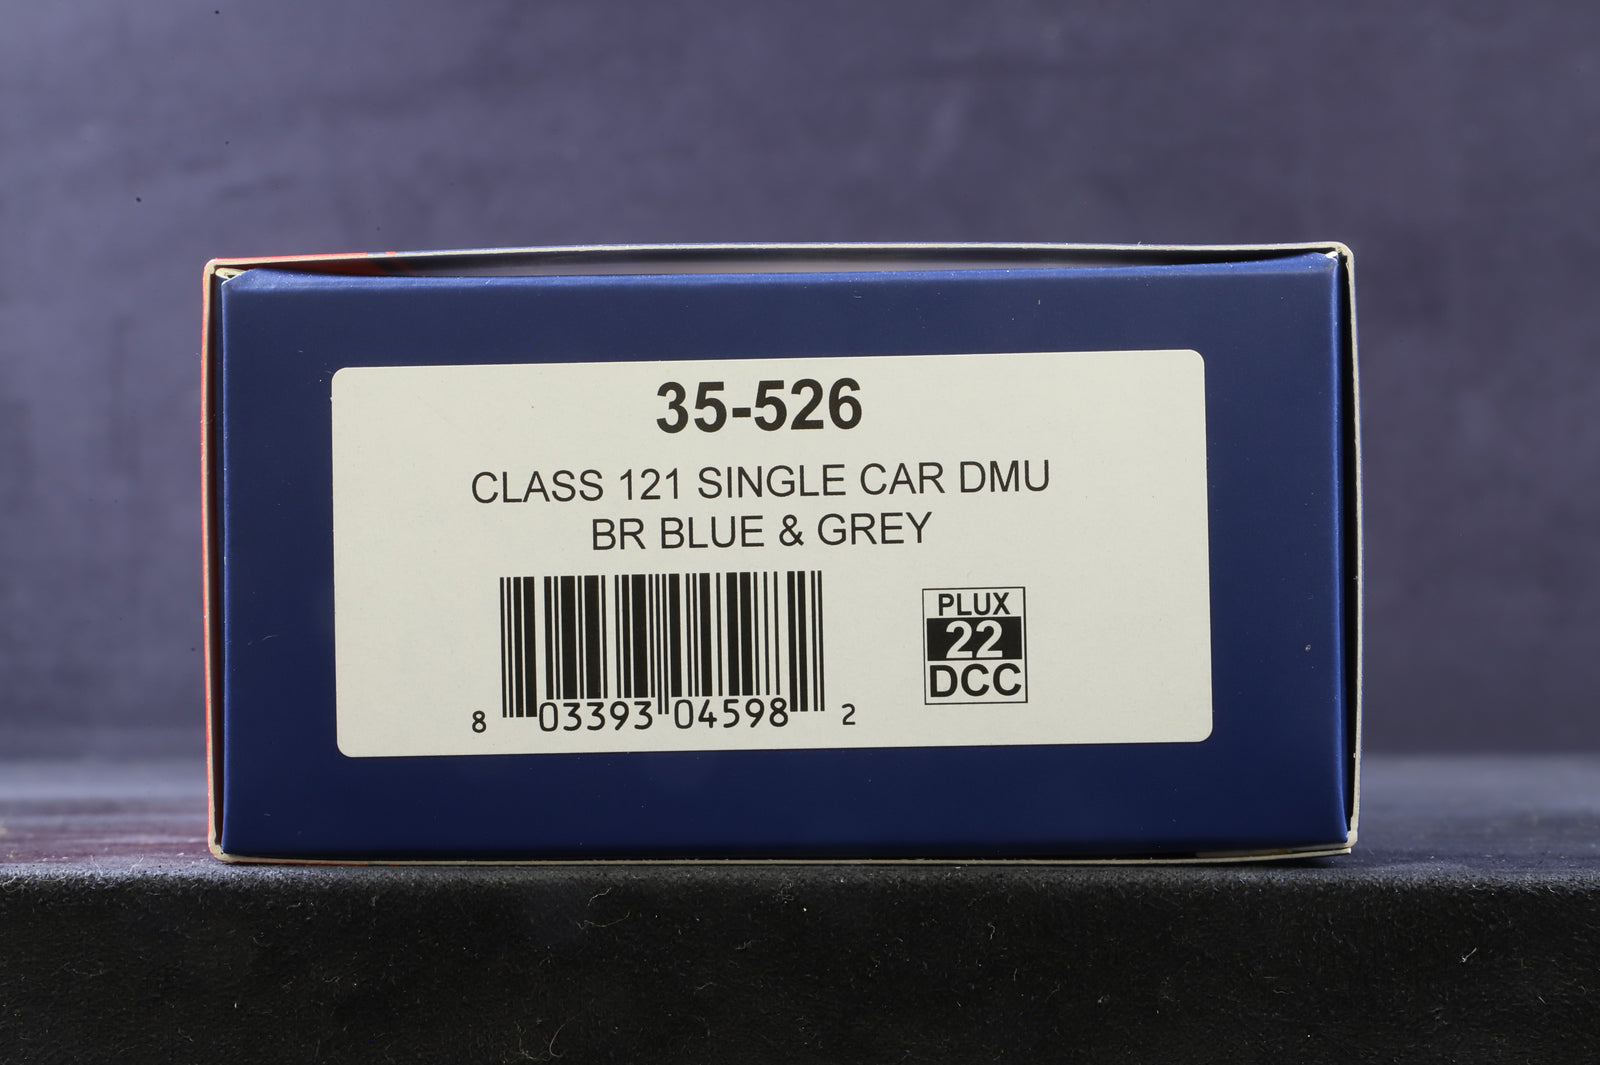 35-526
CLASS 121 SINGLE CAR DMU
BR BLUE & GREY
PLUX
22
DCC
8 03393 04598 2